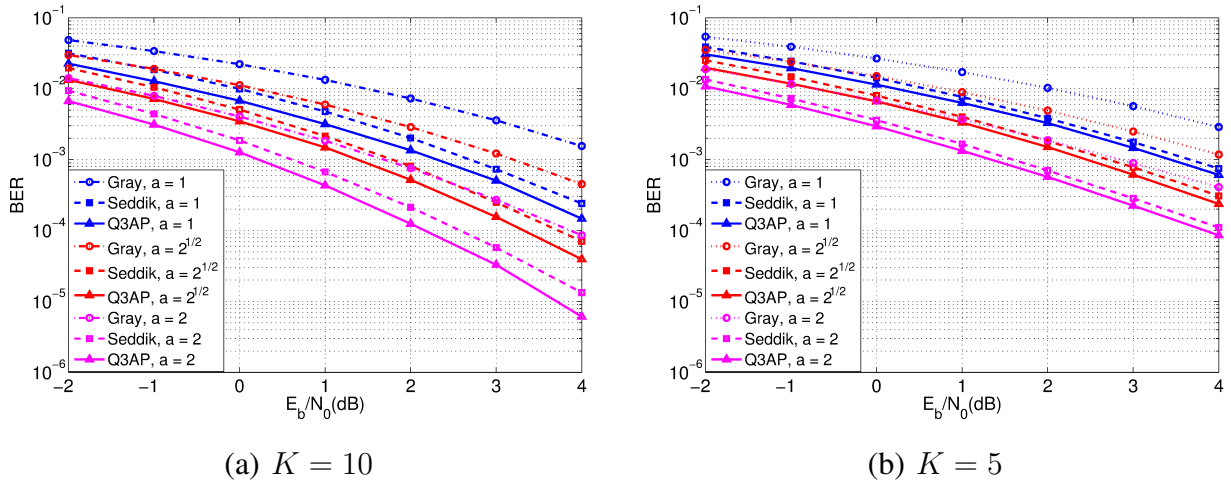 10^-1
10^-2
10^-3
10^-4
10^-5
10^-6
BER
Gray, a = 1
Seddik, a = 1
Q3AP, a = 1
Gray, a = 2^1/2
Seddik, a = 2^1/2
Q3AP, a = 2^1/2
Gray, a = 2
Seddik, a = 2
Q3AP, a = 2
−2 −1 0 1 2 3 4
E_b/N_0(dB)
(a) K = 10
10^-1
10^-2
10^-3
10^-4
10^-5
10^-6
BER
Gray, a = 1
Seddik, a = 1
Q3AP, a = 1
Gray, a = 2^1/2
Seddik, a = 2^1/2
Q3AP, a = 2^1/2
Gray, a = 2
Seddik, a = 2
Q3AP, a = 2
−2 −1 0 1 2 3 4
E_b/N_0(dB)
(b) K = 5